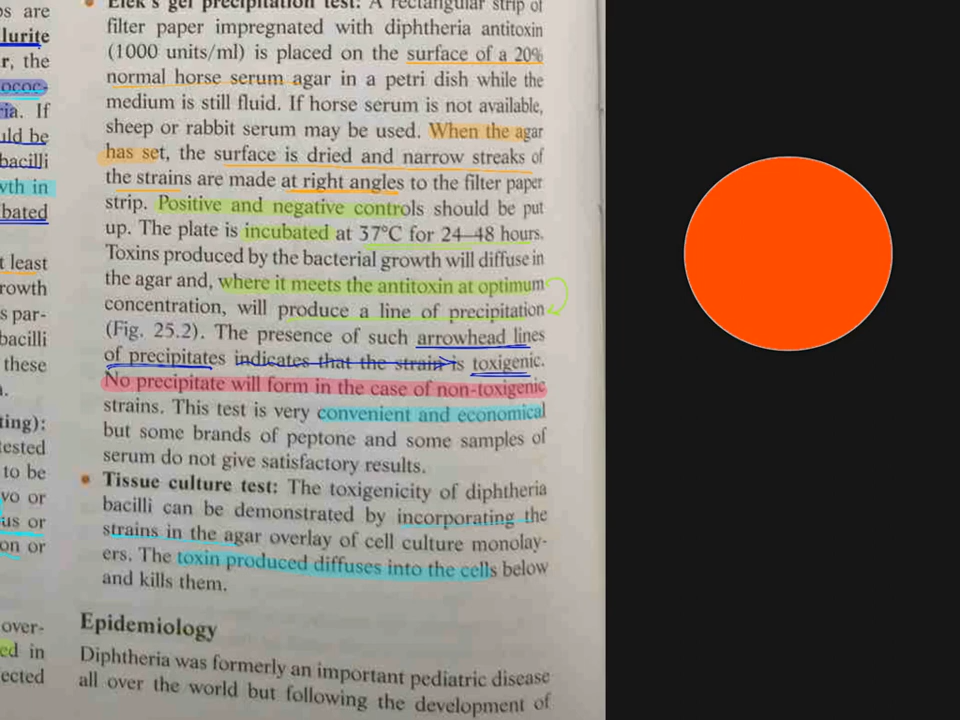 os are
lurite
r, the
ococ-
ria. If
uld be
bacilli
wth in
bated
t least
rowth
s par-
bacilli
these
ting):
tested
to be
vo or
us or
on or
over-
ed in
ected
Elek's gel precipitation test: A rectangular strip of
filter paper impregnated with diphtheria antitoxin
(1000 units/ml) is placed on the surface of a 20%
normal horse serum agar in a petri dish while the
medium is still fluid. If horse serum is not available,
sheep or rabbit serum may be used. When the agar
has set, the surface is dried and narrow streaks of
the strains are made at right angles to the filter paper
strip. Positive and negative controls should be put
up. The plate is incubated at 37°C for 24–48 hours.
Toxins produced by the bacterial growth will diffuse in
the agar and, where it meets the antitoxin at optimum
concentration, will produce a line of precipitation
(Fig. 25.2). The presence of such arrowhead lines
of precipitates indicates that the strain is toxigenic.
No precipitate will form in the case of non-toxigenic
strains. This test is very convenient and economical
but some brands of peptone and some samples of
serum do not give satisfactory results.
• Tissue culture test: The toxigenicity of diphtheria
bacilli can be demonstrated by incorporating the
strains in the agar overlay of cell culture monolay-
ers. The toxin produced diffuses into the cells below
and kills them.
Epidemiology
Diphtheria was formerly an important pediatric disease
all over the world but following the development of